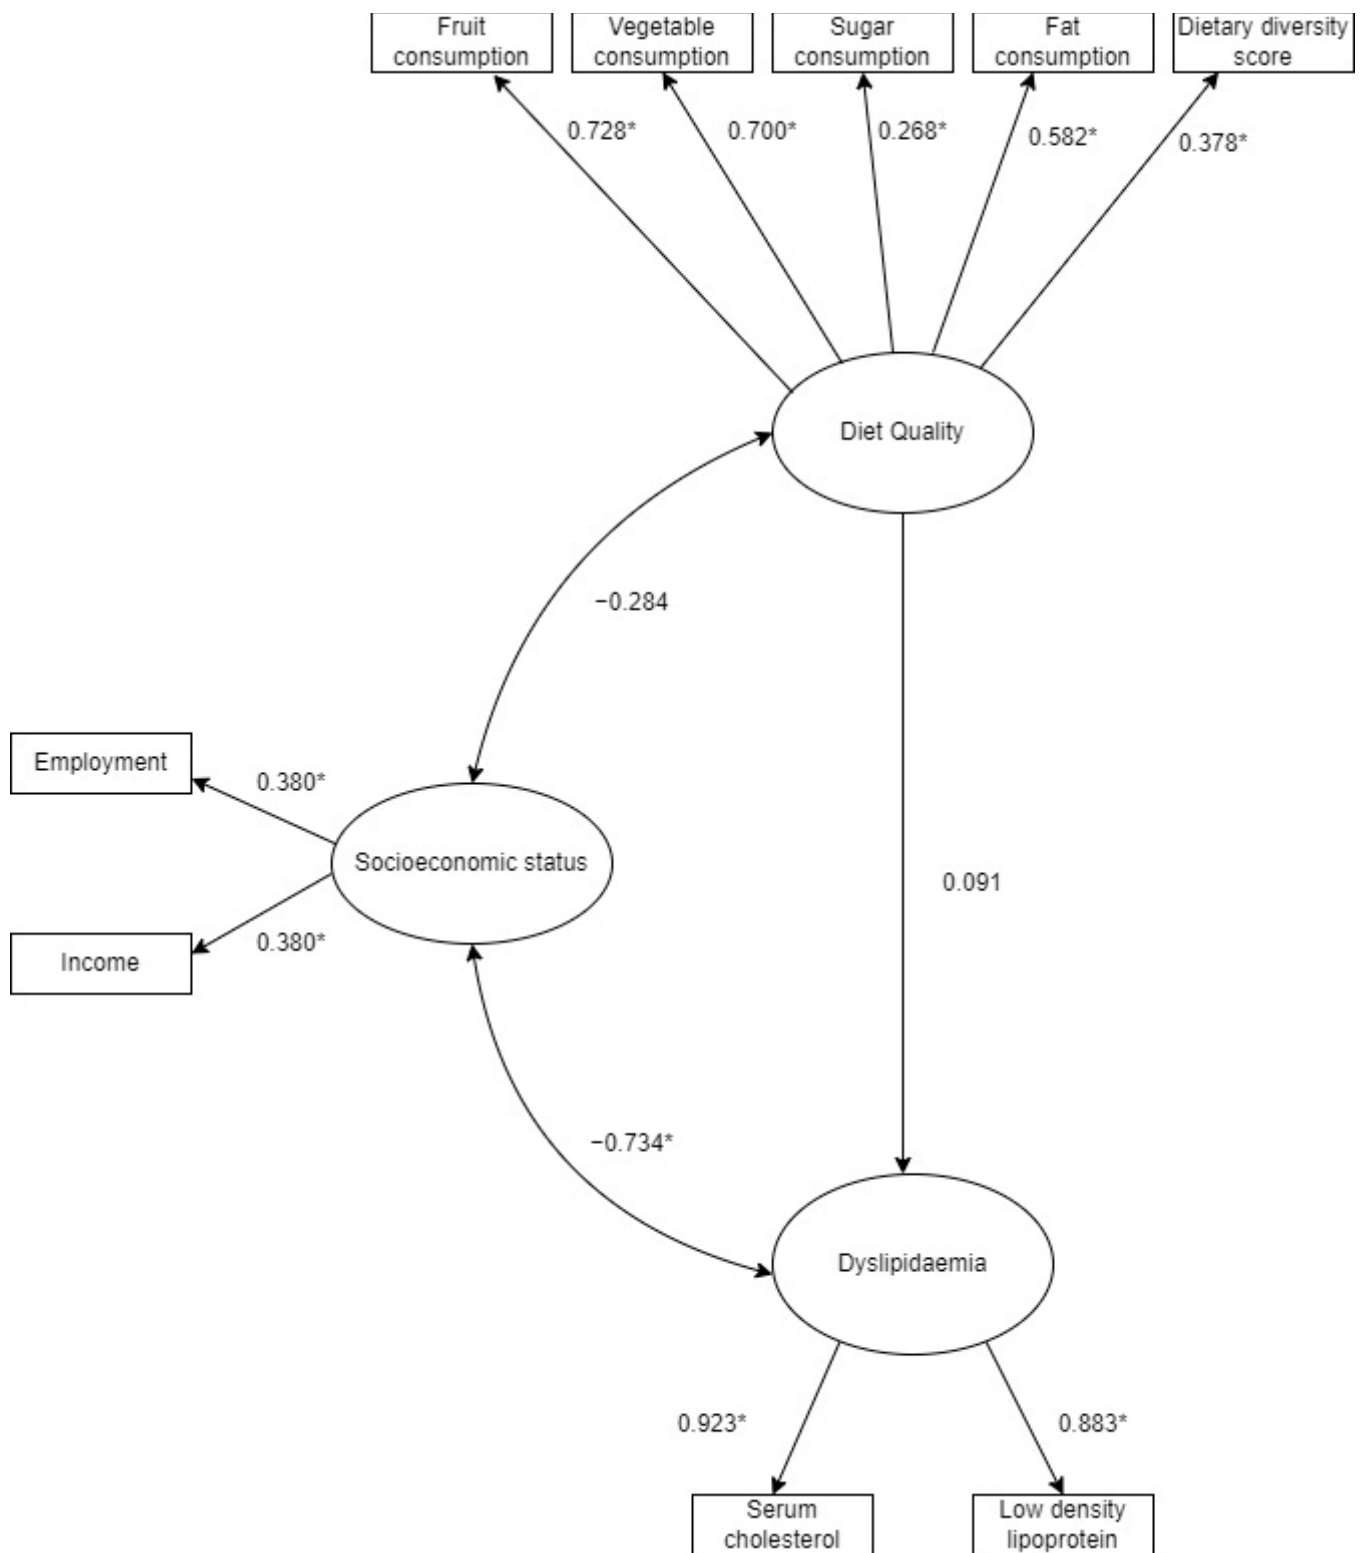 Fruit
consumption
Vegetable
consumption
Sugar
consumption
Fat
consumption
Dietary diversity
score
0.728*
0.700*
0.268*
0.582*
0.378*
Diet Quality
−0.284
Employment
0.380*
Socioeconomic status
0.091
Income
0.380*
−0.734*
Dyslipidaemia
0.923*
0.883*
Serum
cholesterol
Low density
lipoprotein